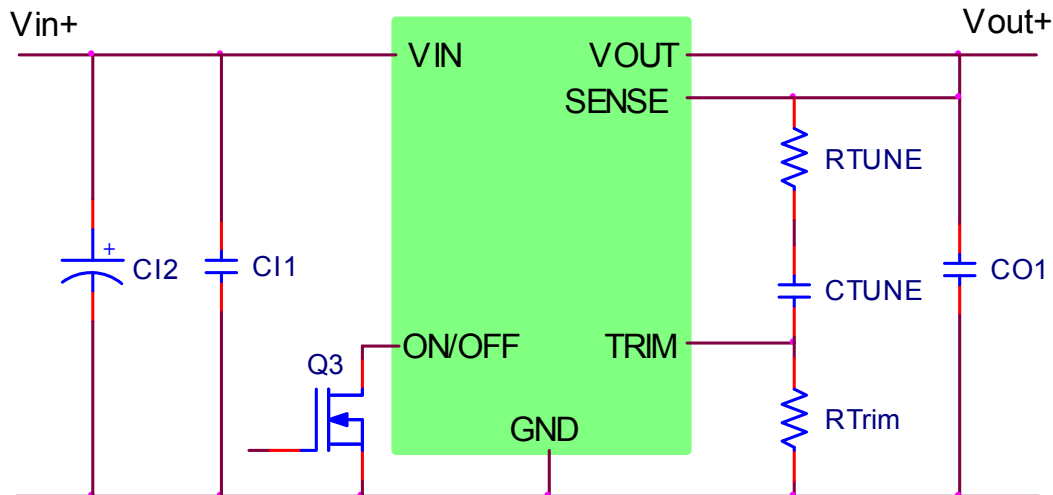 Vin+
Vout+
VIN
VOUT
SENSE
RTUNE
+
CI2
CI1
CO1
CTUNE
ON/OFF
TRIM
Q3
RTrim
GND